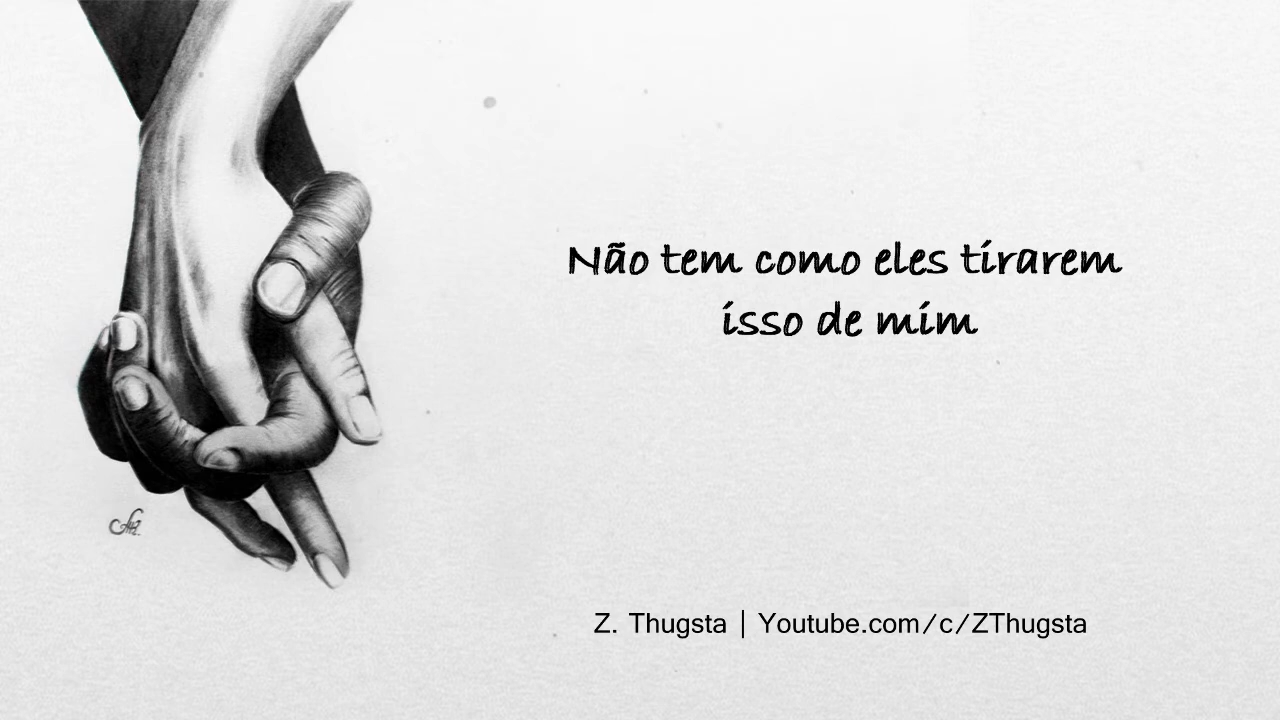 Não tem como eles tirarem
isso de mim
Z. Thugsta | Youtube.com/c/ZThugsta